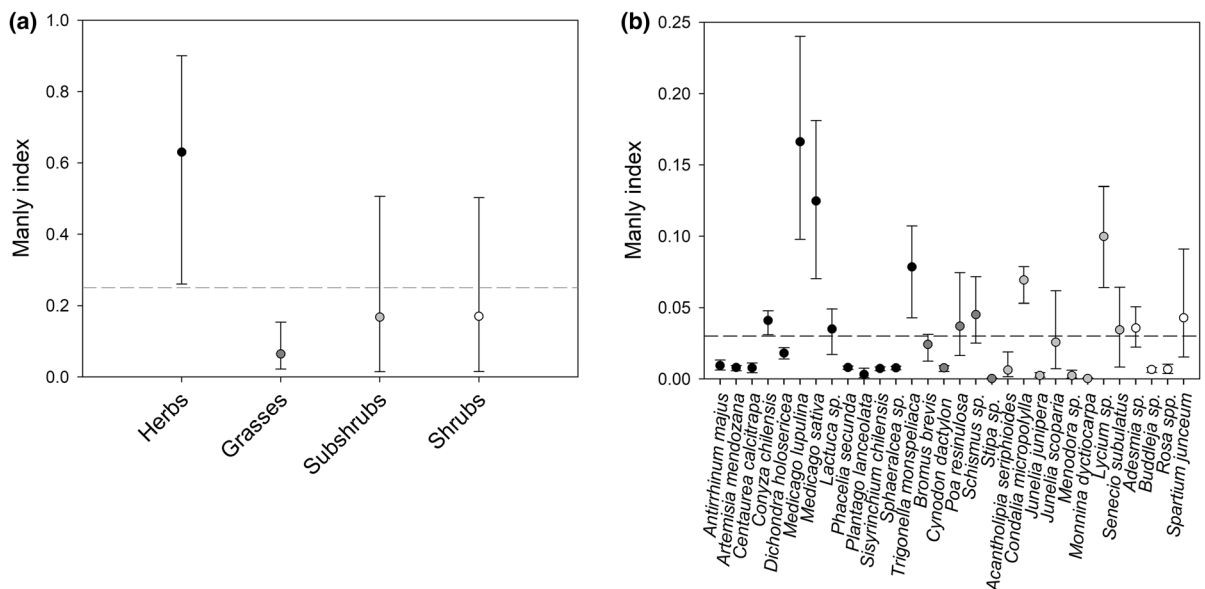 (a)
Manly index
1.0
0.8
0.6
0.4
0.2
0.0
Herbs
Grasses
Subshrubs
Shrubs
(b)
Manly index
0.25
0.20
0.15
0.10
0.05
0.00
Antirrhinum majus
Artemisia mendozana
Centaurea calcitrapa
Conyza chilensis
Dichondra holosericea
Medicago lupulina
Medicago sativa
Lactuca sp.
Phacelia secunda
Plantago lanceolata
Sisyrinchium chilensis
Sphaeralcea sp.
Trigonella monspeliaca
Bromus brevis
Cynodon dactylon
Poa resinulosa
Schismus sp.
Stipa sp.
Acantholipia seriphioides
Condalia micropolylla
Junelia junipera
Junelia scoparia
Menodora sp.
Monnina dyctiocarpa
Lycium sp.
Senecio subulatus
Adesmia sp.
Buddleja sp.
Rosa spp.
Spartium junceum